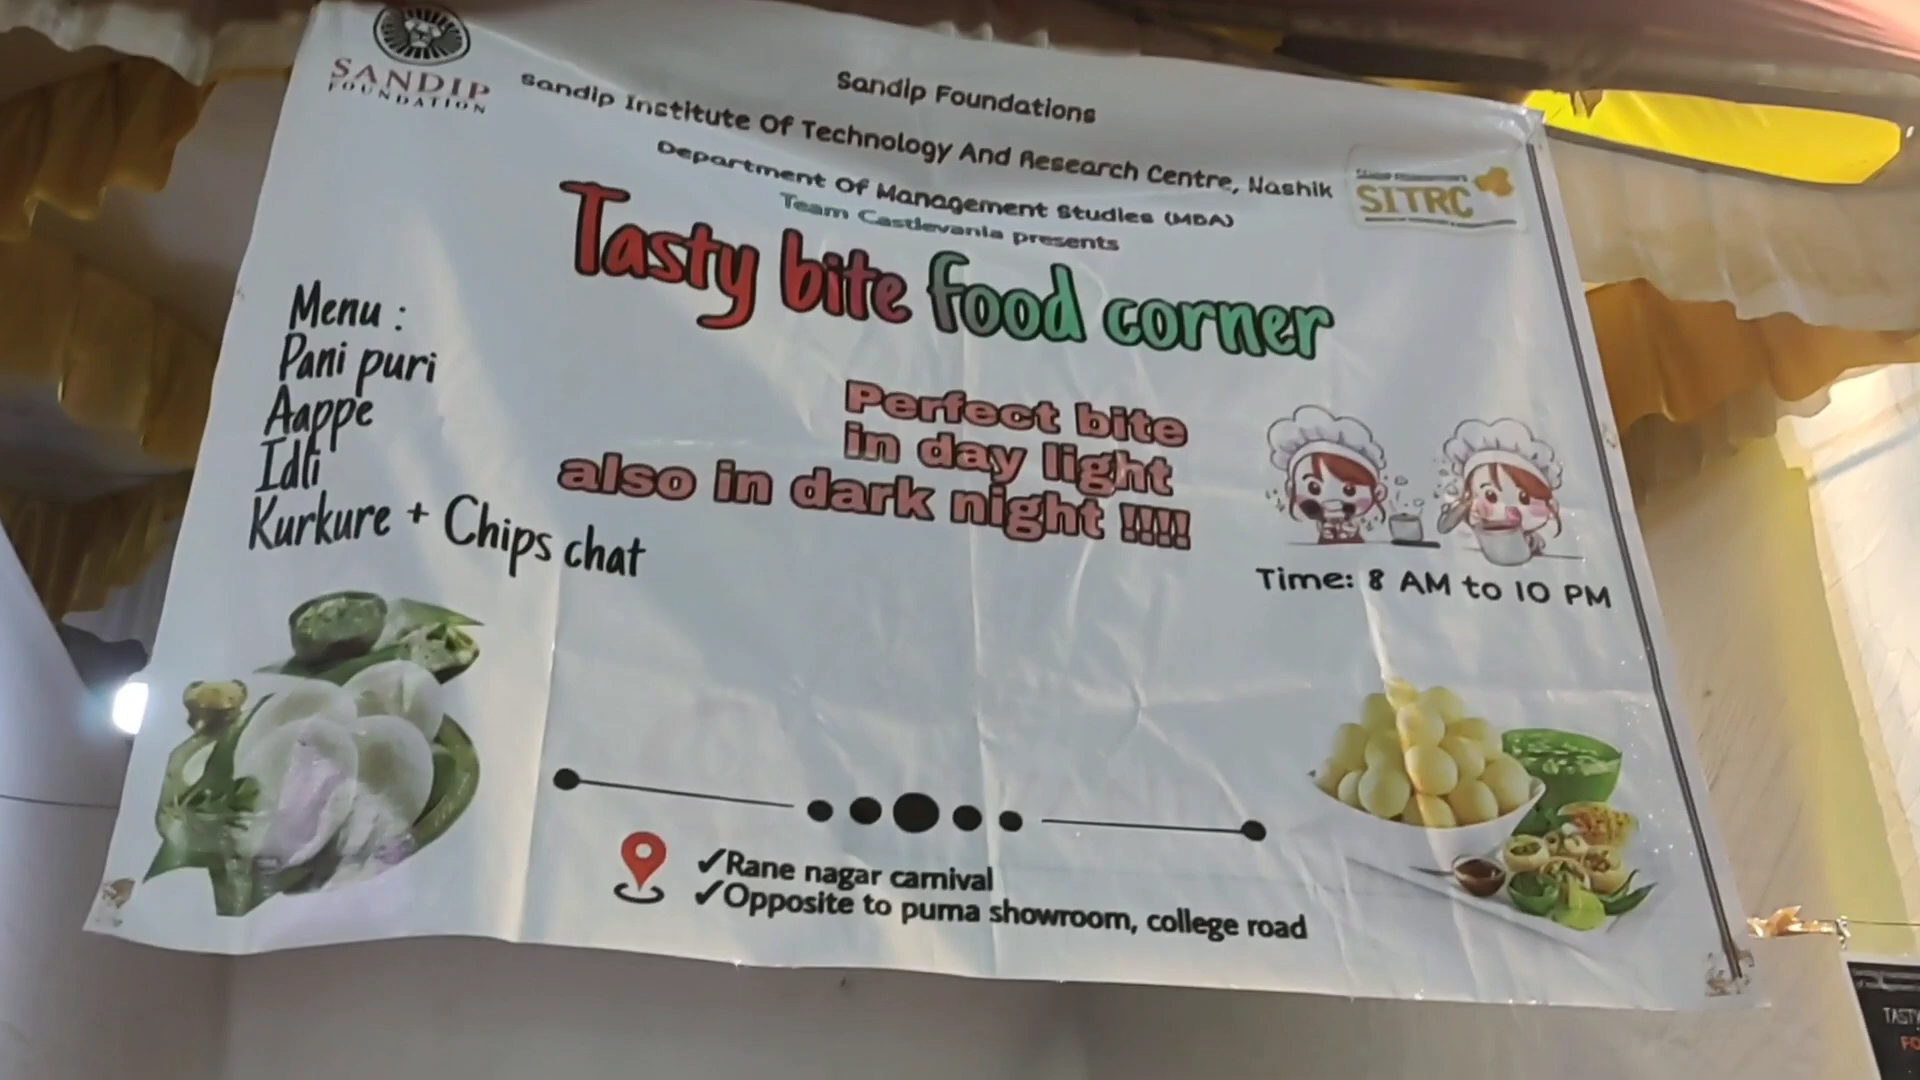 SANDIP
FOUNDATION
Sandip Foundations
Sandip Institute Of Technology And Research Centre, Nashik
Department Of Management Studies (MBA)
SITRC
Team Castlevania presents
Tasty bite food corner
Menu :
Pani puri
Aappe
Idli
Kurkure + Chips chat
Perfect bite
in day light
also in dark night !!!!
Time: 8 AM to 10 PM
✓Rane nagar carnival
✓Opposite to puma showroom, college road
TASTY
FO